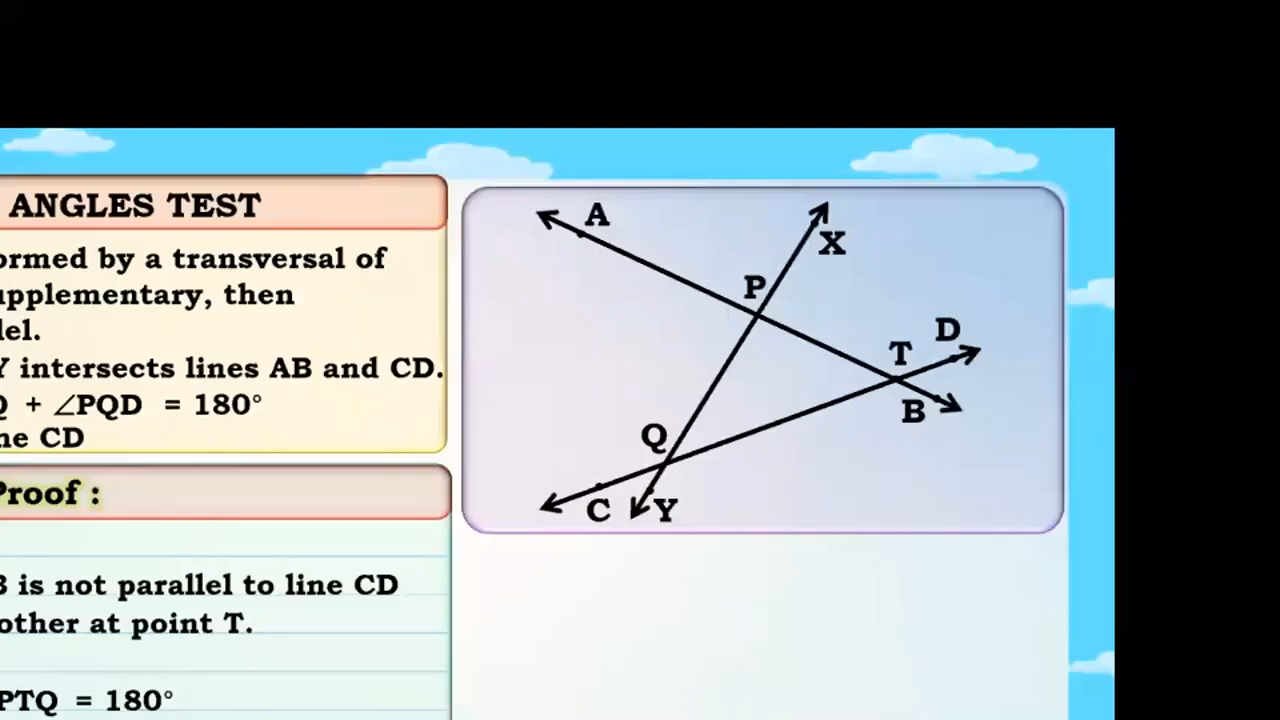 ANGLES TEST
ormed by a transversal of
upplementary, then
lel.
Y intersects lines AB and CD.
Q + ∠PQD = 180°
ne CD
Proof :
B is not parallel to line CD
other at point T.
PTQ = 180°
A
X
P
D
T
B
Q
C
Y